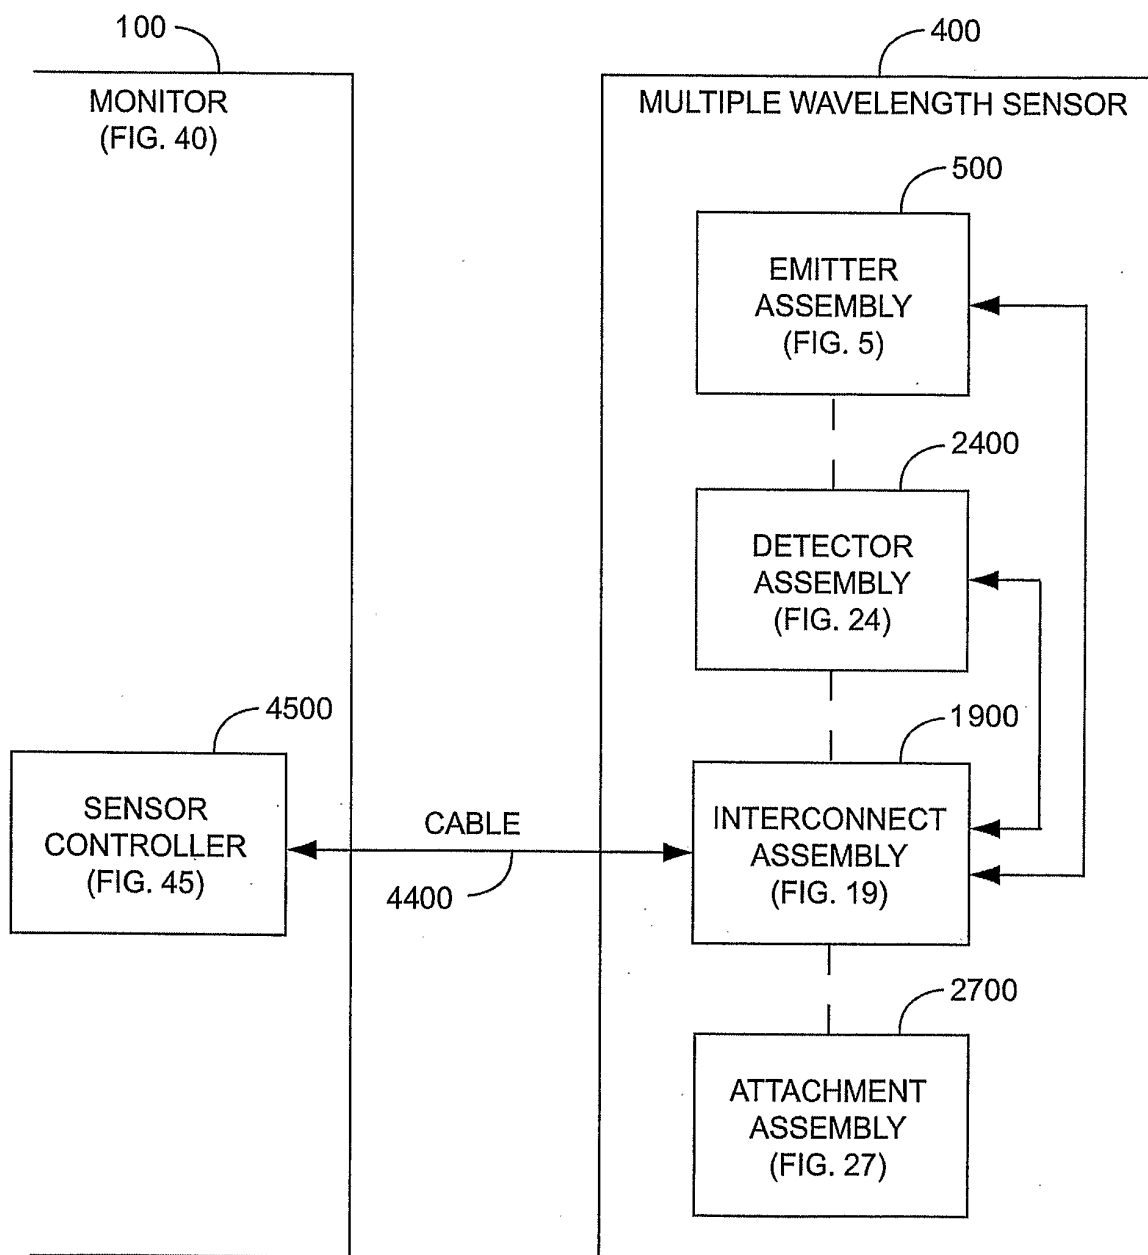 100
400
MONITOR
(FIG. 40)
MULTIPLE WAVELENGTH SENSOR
500
EMITTER
ASSEMBLY
(FIG. 5)
2400
DETECTOR
ASSEMBLY
(FIG. 24)
4500
1900
SENSOR
CONTROLLER
(FIG. 45)
CABLE
4400
INTERCONNECT
ASSEMBLY
(FIG. 19)
2700
ATTACHMENT
ASSEMBLY
(FIG. 27)